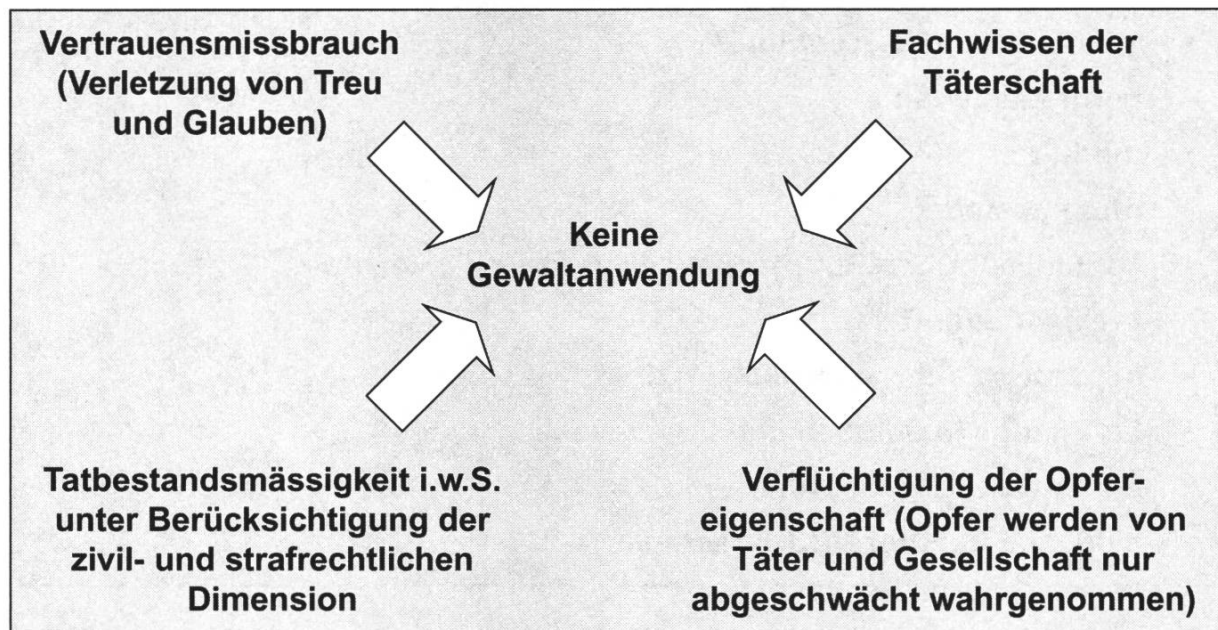 Vertrauensmissbrauch
(Verletzung von Treu
und Glauben)
Fachwissen der
Täterschaft
Keine
Gewaltanwendung
Tatbestandsmässigkeit i.w.S.
unter Berücksichtigung der
zivil- und strafrechtlichen
Dimension
Verflüchtigung der Opfer-
eigenschaft (Opfer werden von
Täter und Gesellschaft nur
abgeschwächt wahrgenommen)